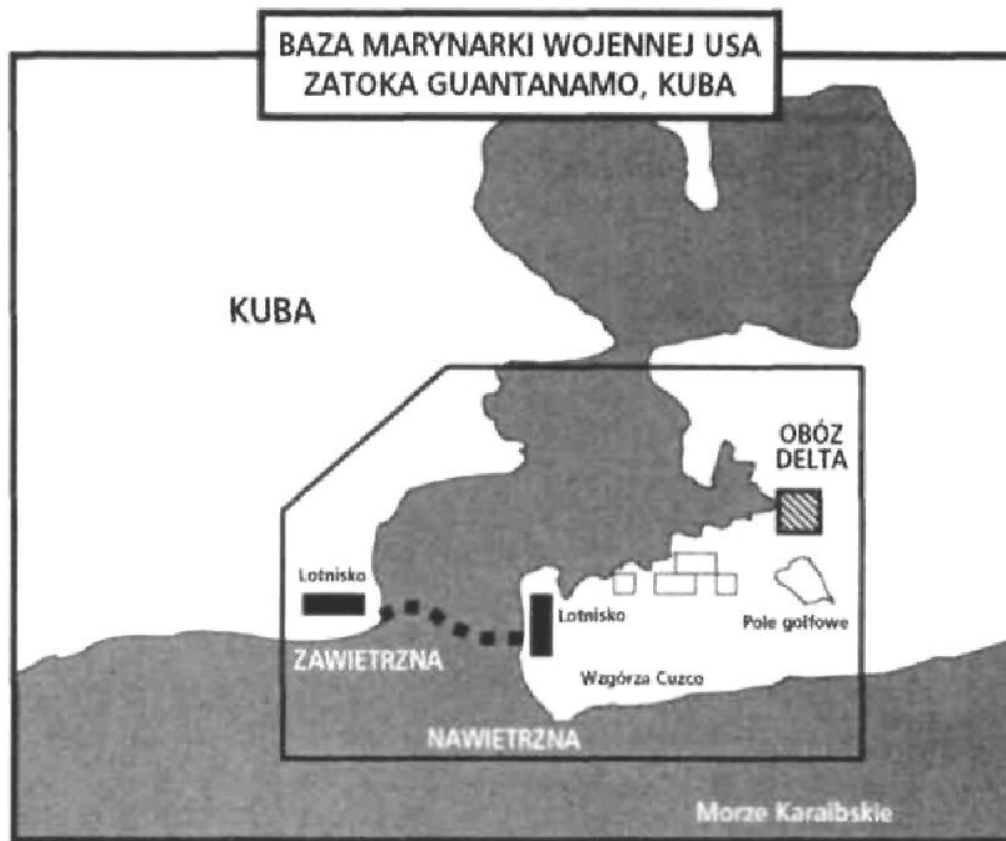 BAZA MARYNARKI WOJENNEJ USA
ZATOKA GUANTANAMO, KUBA
KUBA
OBÓZ
DELTA
Lotnisko
Lotnisko
Pole golfowe
ZAWIETRZNA
Wzgórza Cuzco
NAWIETRZNA
Morze Karaibskie